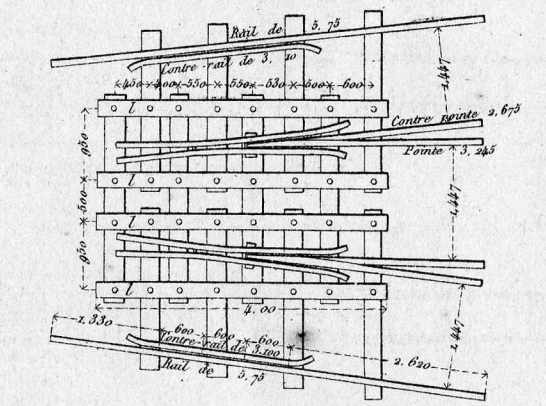 Rail de 5,75
Contre-rail de 3,10
450 400 550 550 530 500 600
1,447
l
Contre pointe 2,675
Pointe 3,245
950
l
500
1,447
l
950
l
4.00
1,330
600 600 600
Contre-rail de 3,100
2,620
1,447
Rail de 5,75